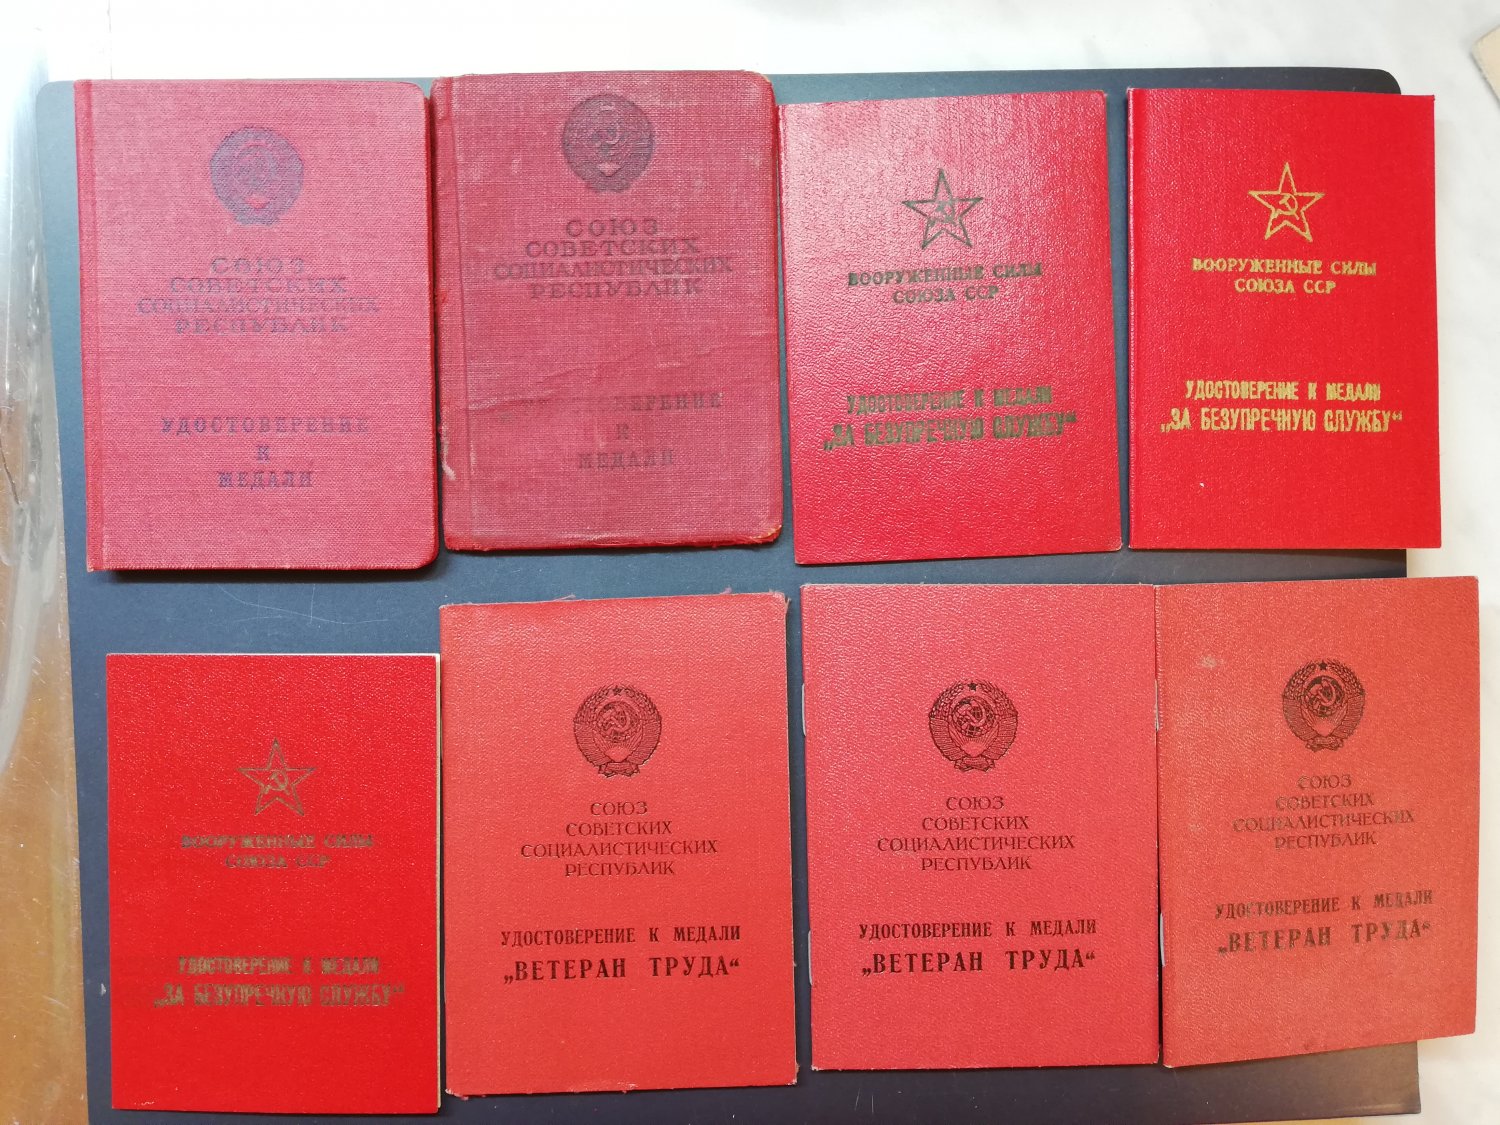 СОЮЗ
СОВЕТСКИХ
СОЦИАЛИСТИЧЕСКИХ
РЕСПУБЛИК
УДОСТОВЕРЕНИЕ
К
МЕДАЛИ
СОЮЗ
СОВЕТСКИХ
СОЦИАЛИСТИЧЕСКИХ
РЕСПУБЛИК
УДОСТОВЕРЕНИЕ
К
МЕДАЛИ
ВООРУЖЕННЫЕ СИЛЫ
СОЮЗА ССР
УДОСТОВЕРЕНИЕ К МЕДАЛИ
„ЗА БЕЗУПРЕЧНУЮ СЛУЖБУ“
ВООРУЖЕННЫЕ СИЛЫ
СОЮЗА ССР
УДОСТОВЕРЕНИЕ К МЕДАЛИ
„ЗА БЕЗУПРЕЧНУЮ СЛУЖБУ“
ВООРУЖЕННЫЕ СИЛЫ
СОЮЗА ССР
УДОСТОВЕРЕНИЕ К МЕДАЛИ
„ЗА БЕЗУПРЕЧНУЮ СЛУЖБУ“
СОЮЗ
СОВЕТСКИХ
СОЦИАЛИСТИЧЕСКИХ
РЕСПУБЛИК
УДОСТОВЕРЕНИЕ К МЕДАЛИ
„ВЕТЕРАН ТРУДА“
СОЮЗ
СОВЕТСКИХ
СОЦИАЛИСТИЧЕСКИХ
РЕСПУБЛИК
УДОСТОВЕРЕНИЕ К МЕДАЛИ
„ВЕТЕРАН ТРУДА“
СОЮЗ
СОВЕТСКИХ
СОЦИАЛИСТИЧЕСКИХ
РЕСПУБЛИК
УДОСТОВЕРЕНИЕ К МЕДАЛИ
„ВЕТЕРАН ТРУДА“